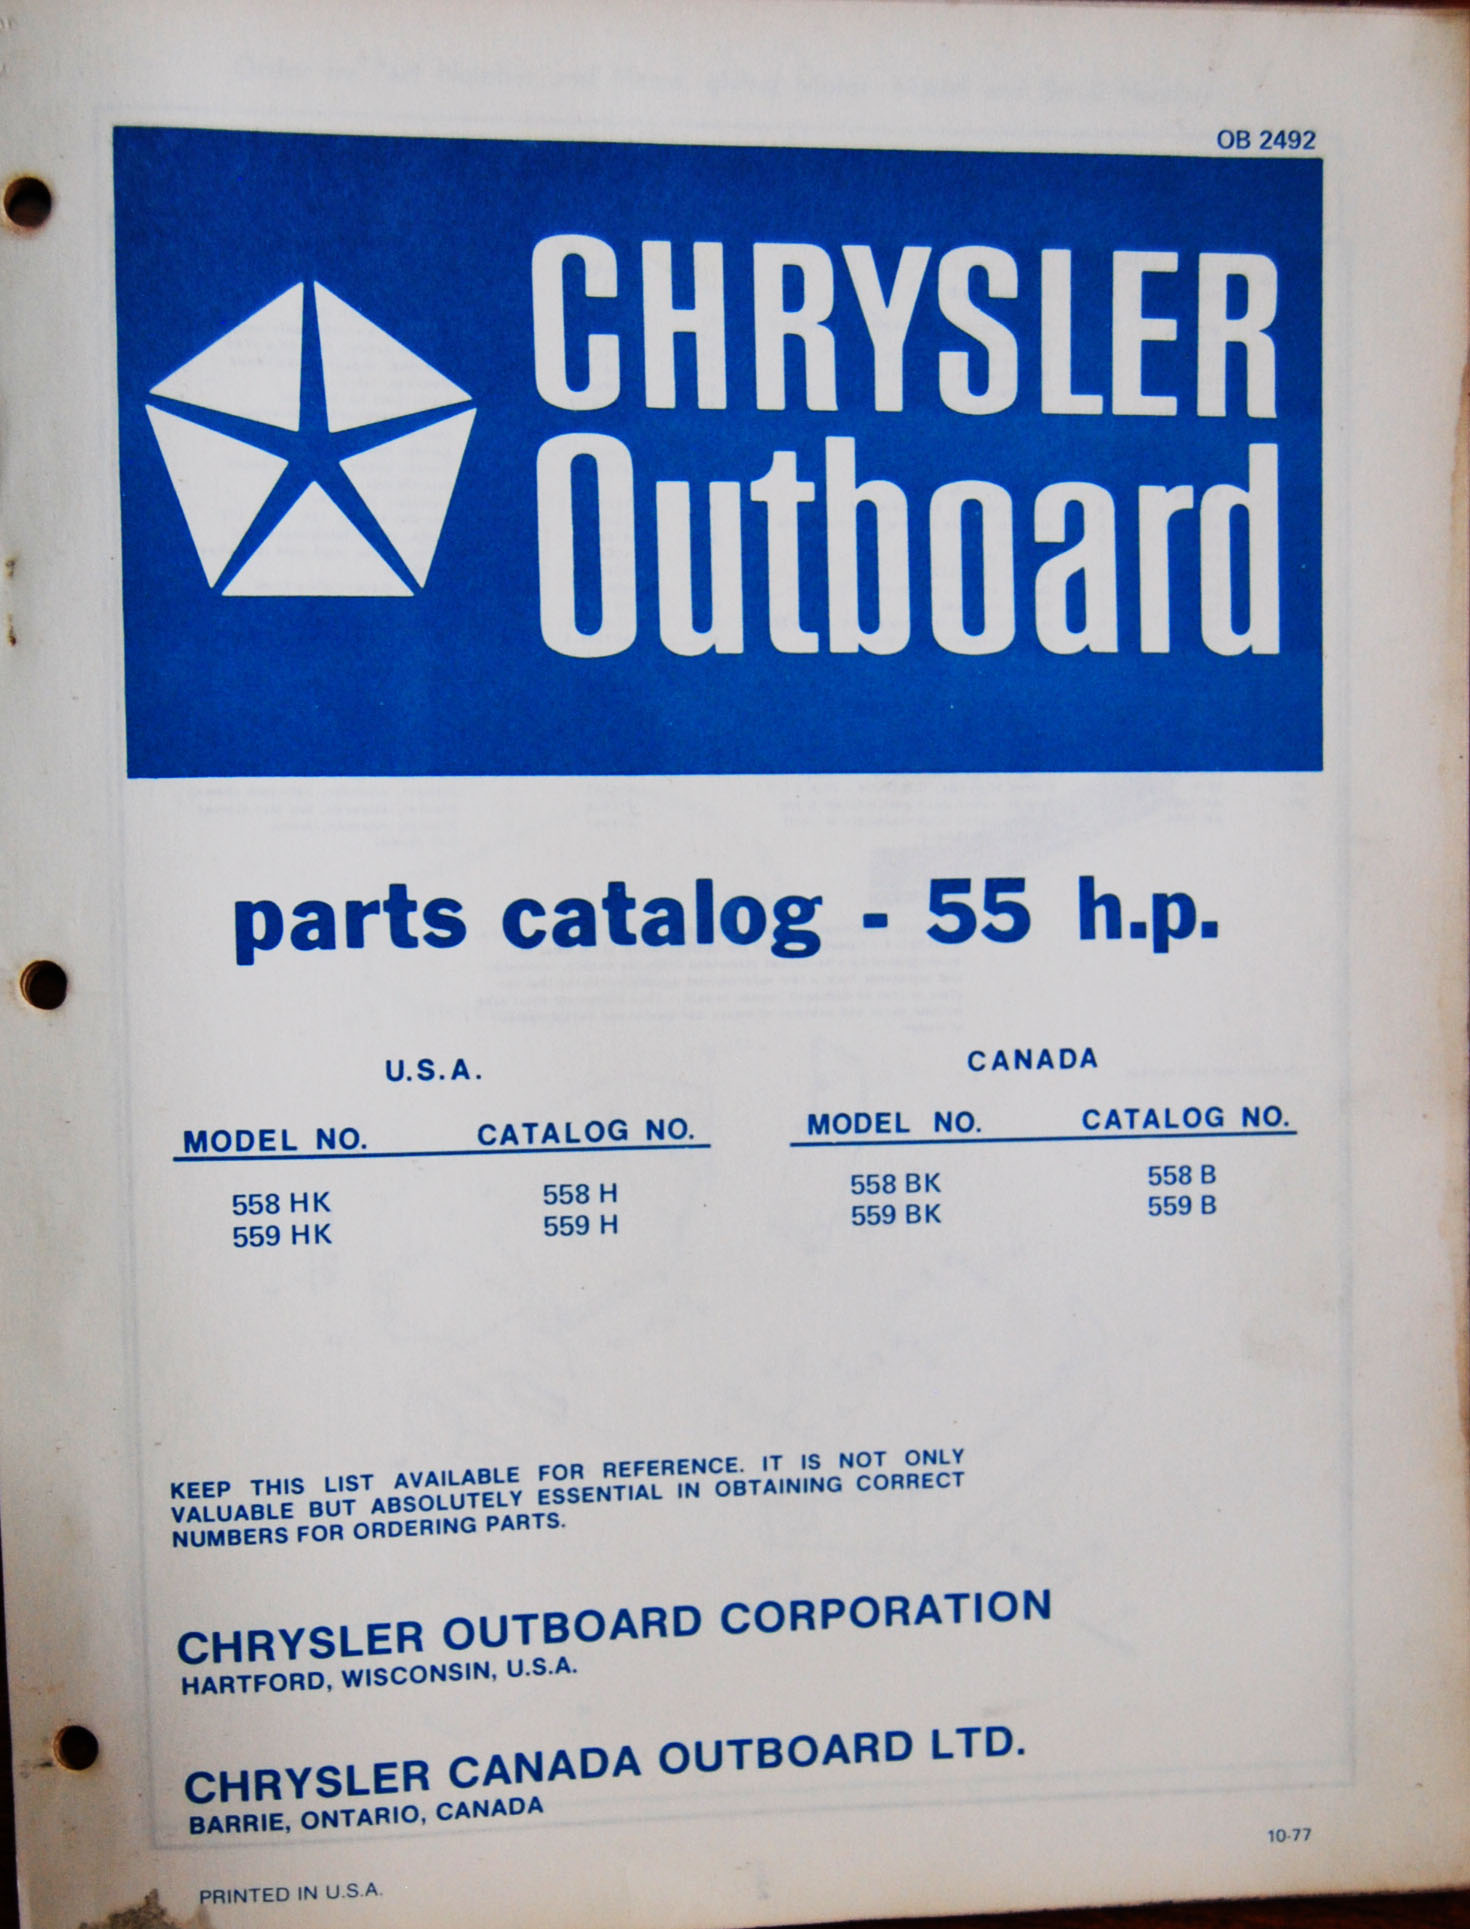 OB 2492
CHRYSLER
Outboard
parts catalog - 55 h.p.
U.S.A.
MODEL NO. CATALOG NO.
558 HK 558 H
559 HK 559 H
CANADA
MODEL NO. CATALOG NO.
558 BK 558 B
559 BK 559 B
KEEP THIS LIST AVAILABLE FOR REFERENCE. IT IS NOT ONLY
VALUABLE BUT ABSOLUTELY ESSENTIAL IN OBTAINING CORRECT
NUMBERS FOR ORDERING PARTS.
CHRYSLER OUTBOARD CORPORATION
HARTFORD, WISCONSIN, U.S.A.
CHRYSLER CANADA OUTBOARD LTD.
BARRIE, ONTARIO, CANADA
10-77
PRINTED IN U.S.A.